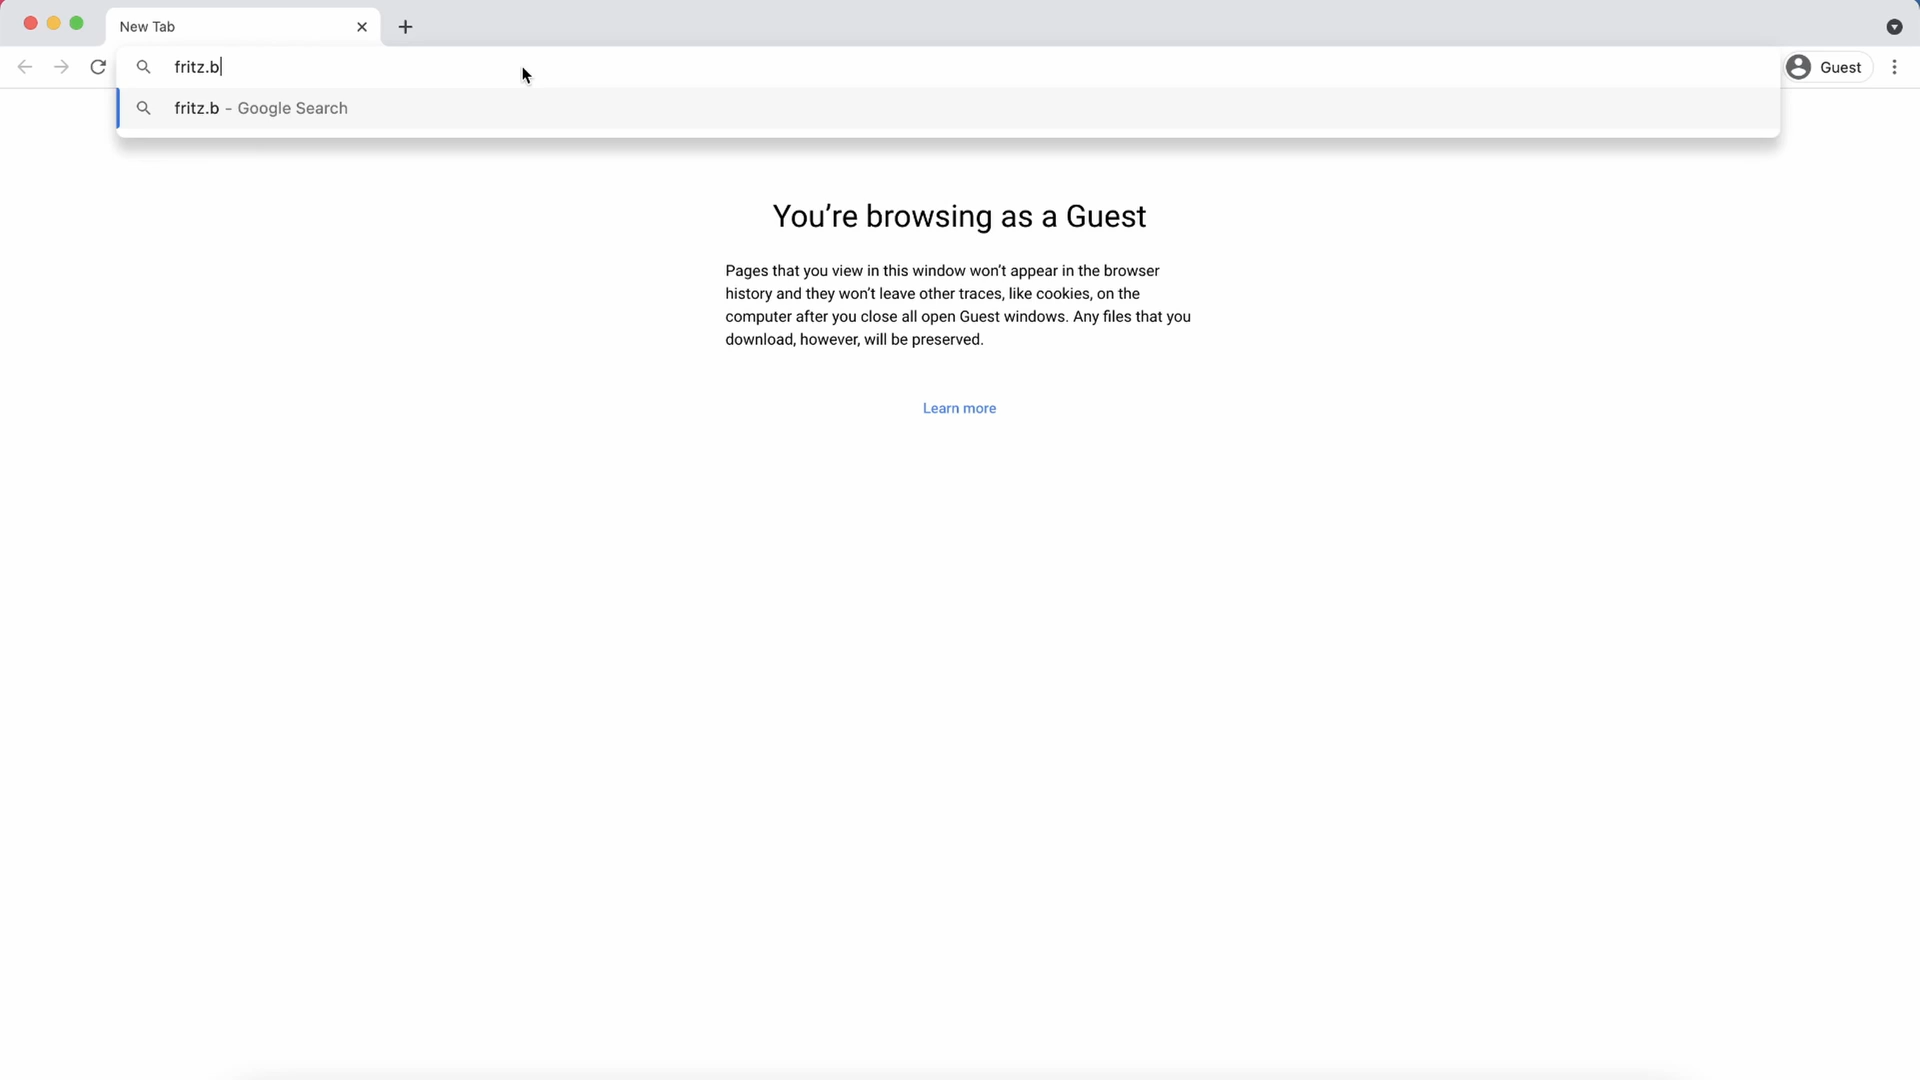 New Tab
fritz.b
Guest
fritz.b - Google Search
You’re browsing as a Guest
Pages that you view in this window won’t appear in the browser
history and they won’t leave other traces, like cookies, on the
computer after you close all open Guest windows. Any files that you
download, however, will be preserved.
Learn more